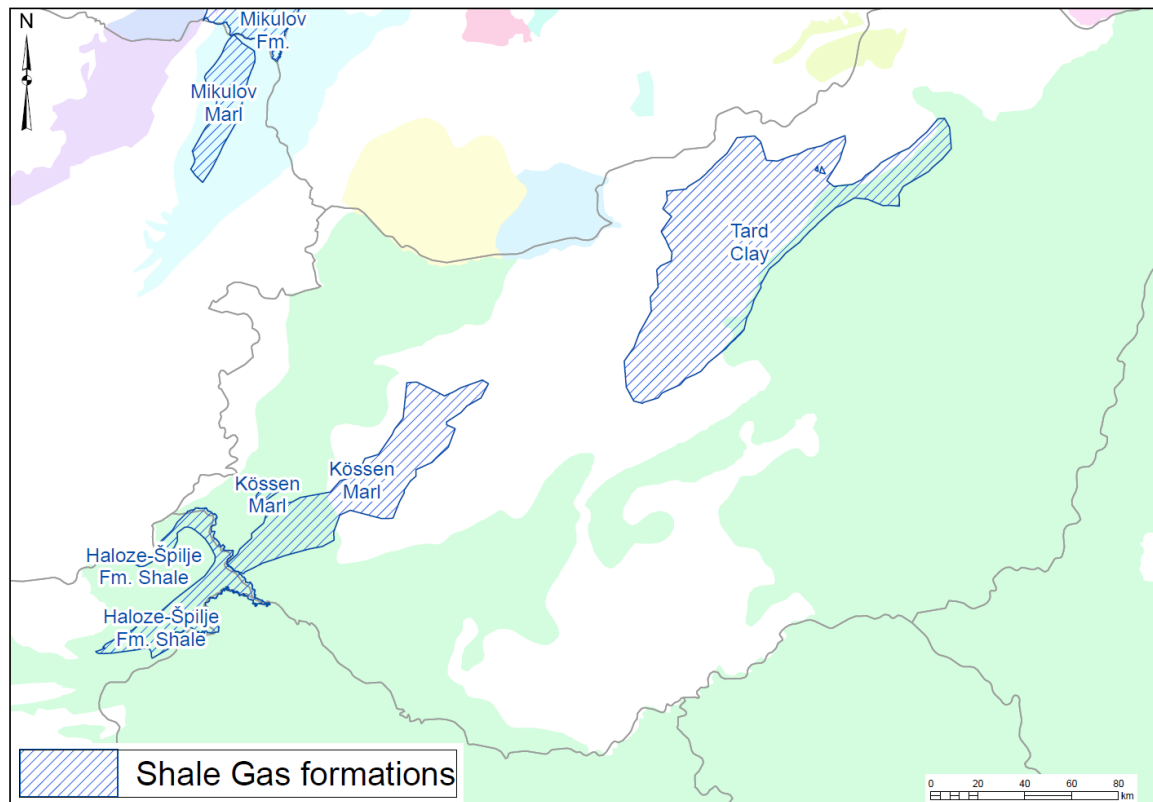 N
Mikulov
Fm.
Mikulov
Marl
Tard
Clay
Kössen
Marl
Kössen
Marl
Haloze-Špilje
Fm. Shale
Haloze-Špilje
Fm. Shale
Shale Gas formations
0 20 40 60 80
km